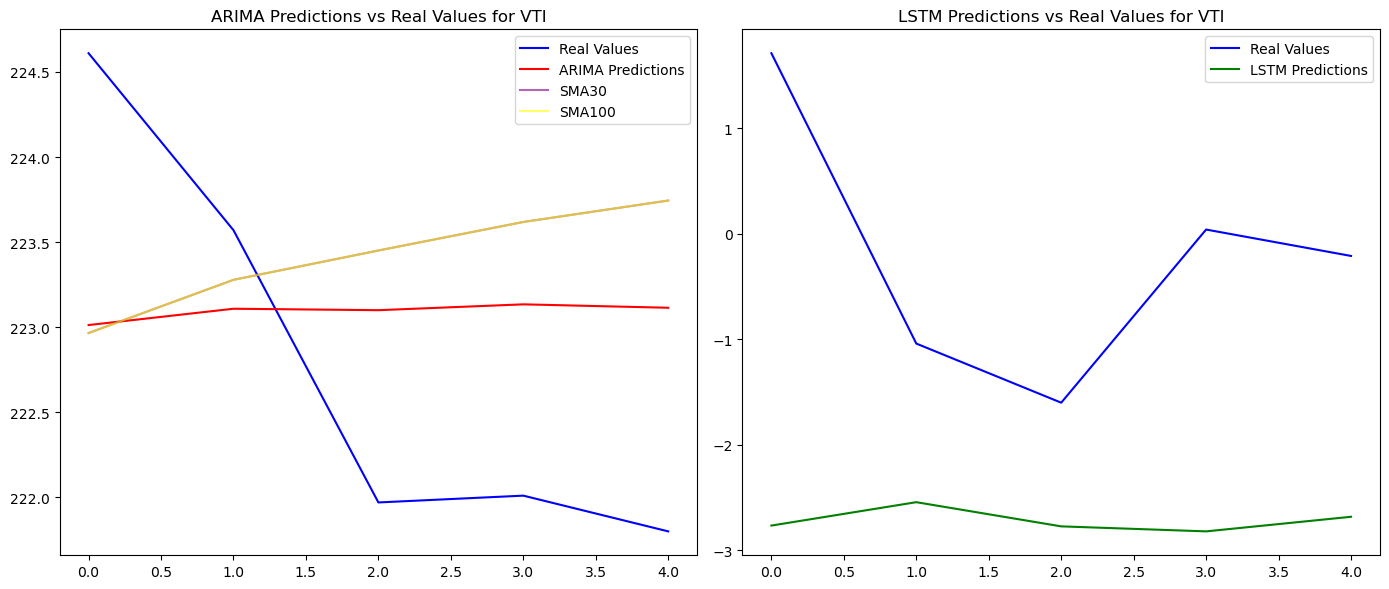 ARIMA Predictions vs Real Values for VTI
Real Values
ARIMA Predictions
SMA30
SMA100
224.5
224.0
223.5
223.0
222.5
222.0
0.0 0.5 1.0 1.5 2.0 2.5 3.0 3.5 4.0
LSTM Predictions vs Real Values for VTI
Real Values
LSTM Predictions
1
0
−1
−2
−3
0.0 0.5 1.0 1.5 2.0 2.5 3.0 3.5 4.0